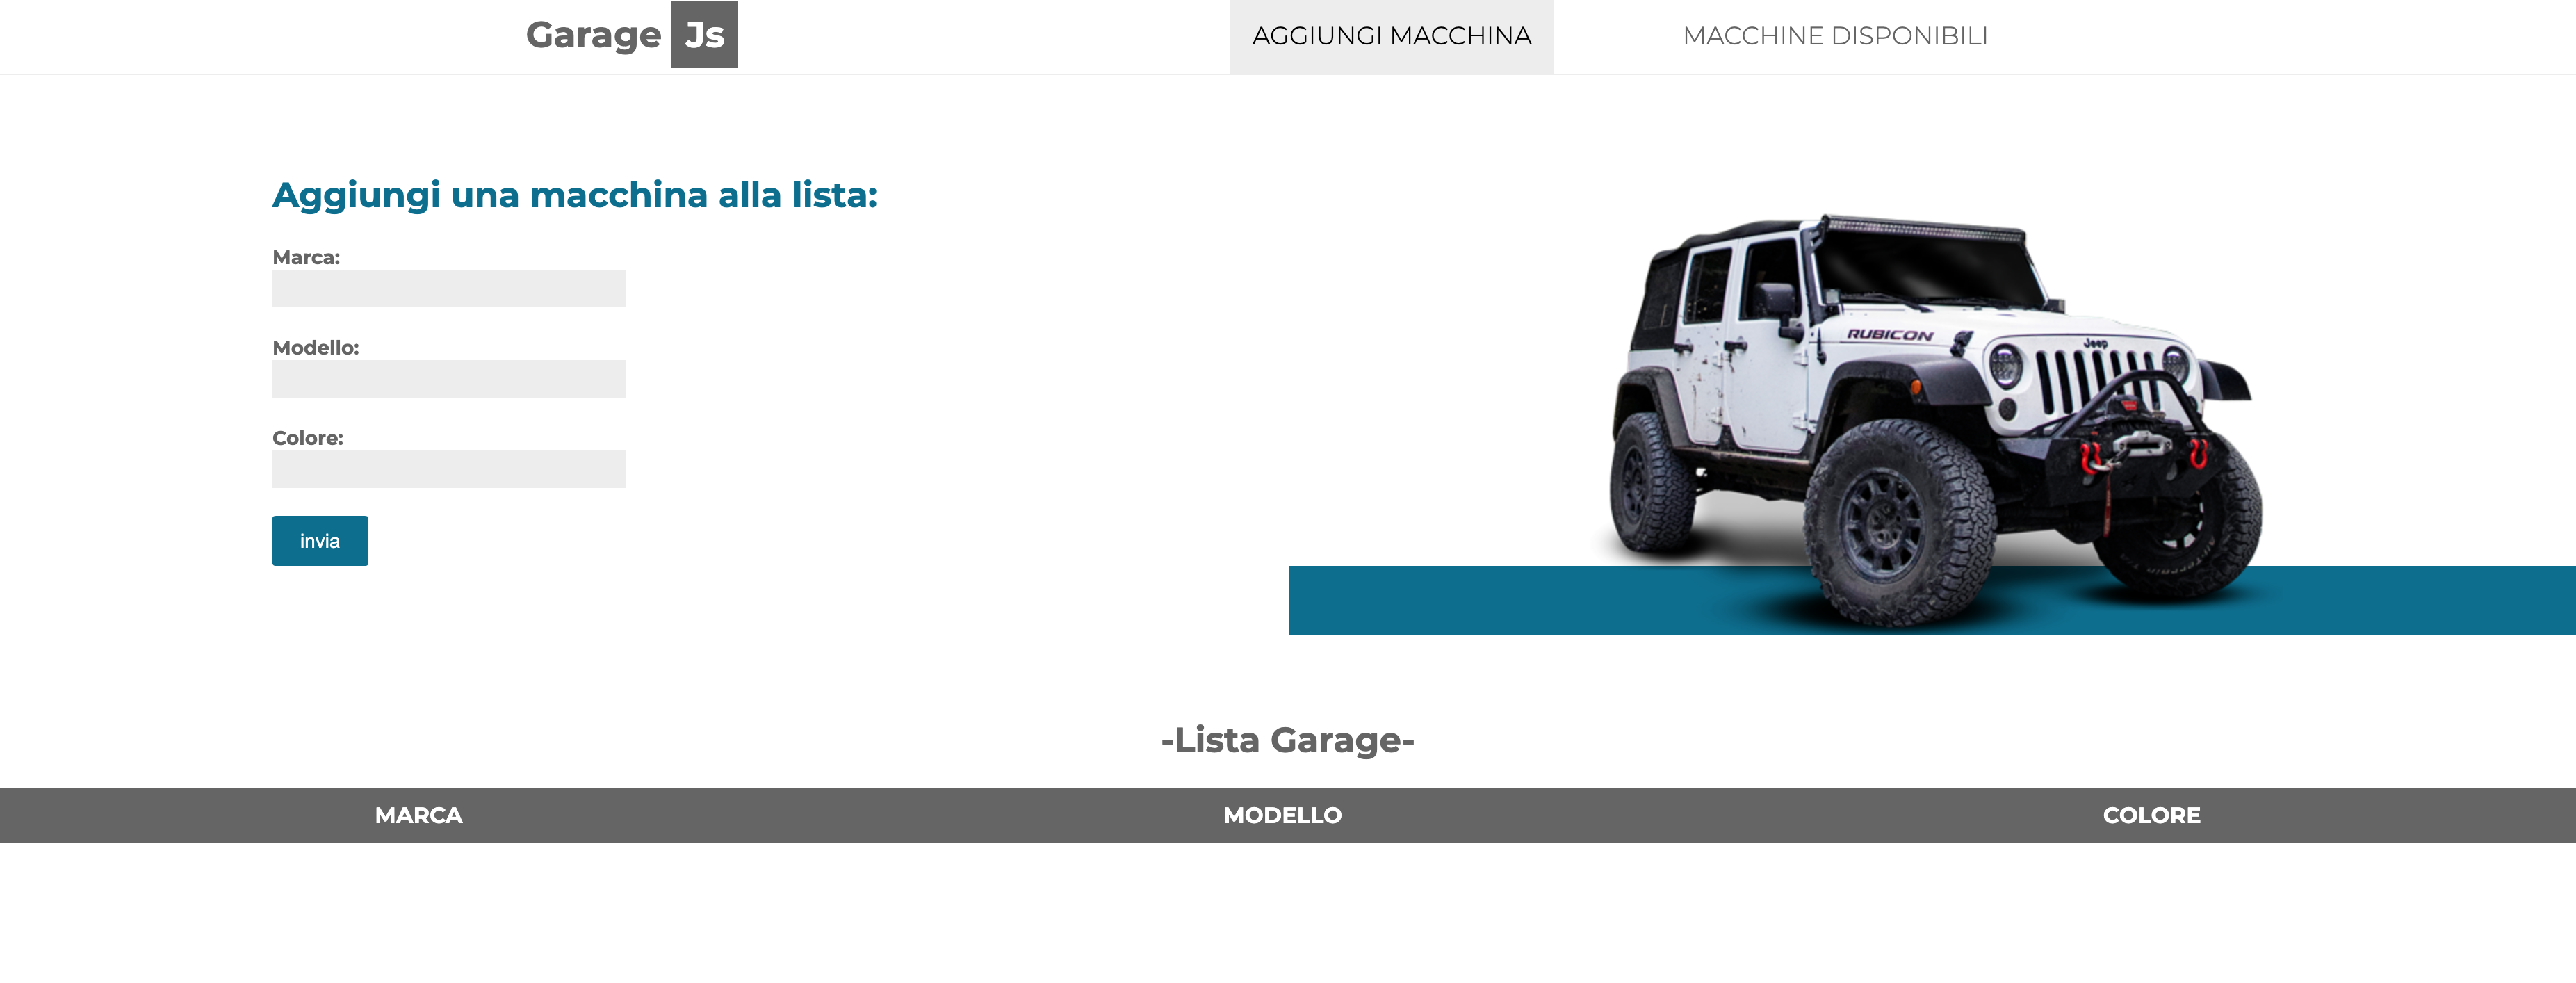 Garage Js
AGGIUNGI MACCHINA
MACCHINE DISPONIBILI
Aggiungi una macchina alla lista:
Marca:
Modello:
Colore:
invia
RUBICON
Jeep
-Lista Garage-
MARCA
MODELLO
COLORE